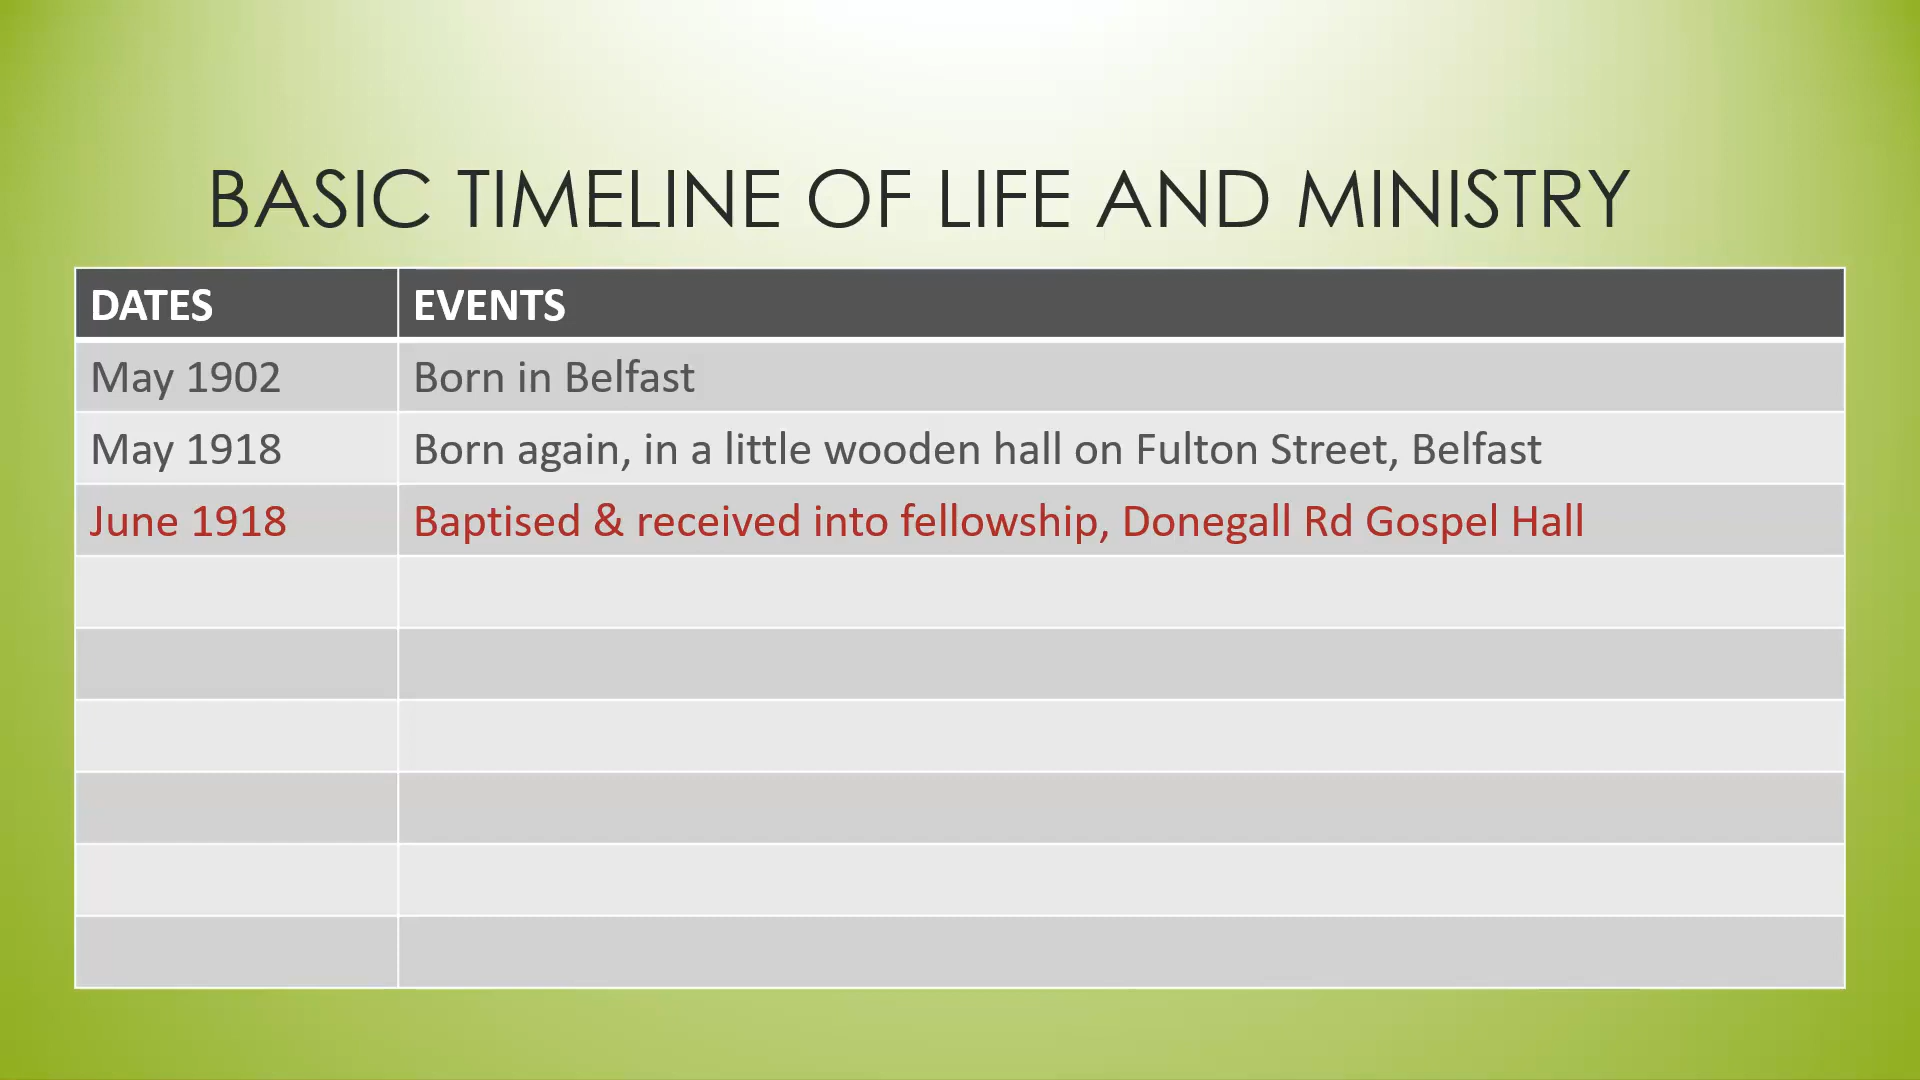 BASIC TIMELINE OF LIFE AND MINISTRY
DATES EVENTS
May 1902 Born in Belfast
May 1918 Born again, in a little wooden hall on Fulton Street, Belfast
June 1918 Baptised & received into fellowship, Donegall Rd Gospel Hall